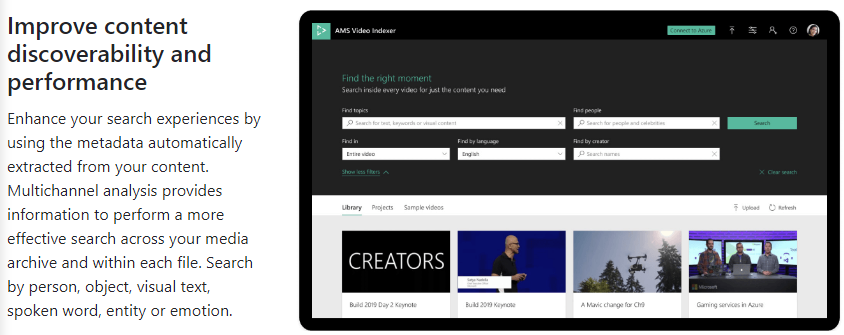 Improve content
discoverability and
performance
Enhance your search experiences by
using the metadata automatically
extracted from your content.
Multichannel analysis provides
information to perform a more
effective search across your media
archive and within each file. Search
by person, object, visual text,
spoken word, entity or emotion.
AMS Video Indexer
Connect to Azure
Find the right moment
Search inside every video for just the content you need
Find topics
Find people
Search for text, keywords or visual content
Search for people and celebrities
Search
Find in
Find by language
Find by creator
Entire video
English
Search names
Show less filters
Clear search
Library Projects Sample videos
Upload Refresh
CREATORS
Microsoft
Build 2019 Day 2 Keynote
Build 2019 Keynote
A Mavic change for Ch9
Gaming services in Azure